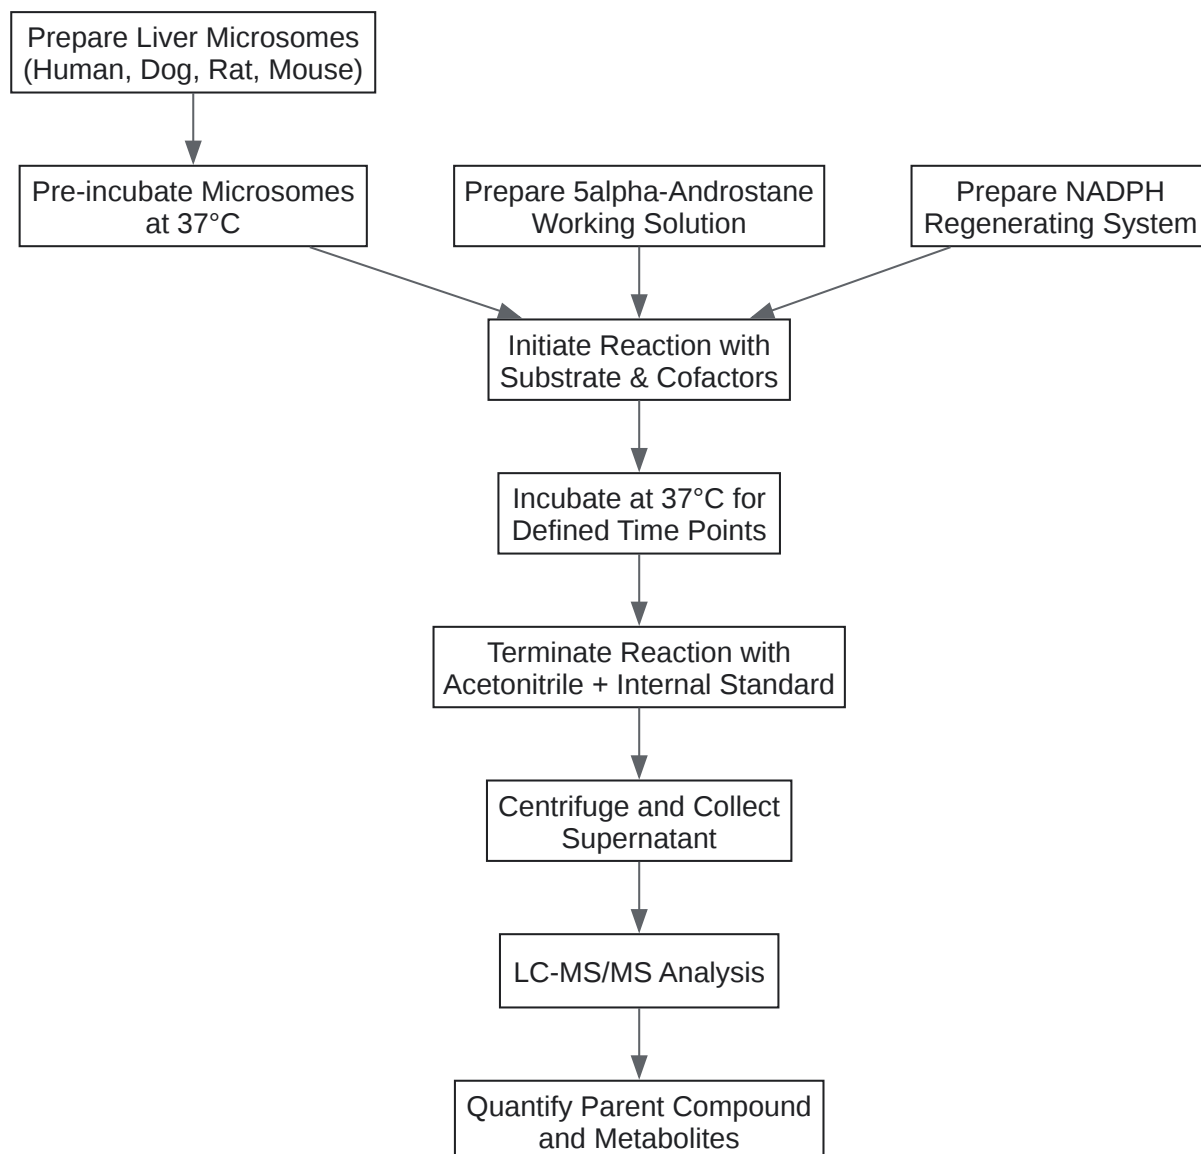 Prepare Liver Microsomes
(Human, Dog, Rat, Mouse)
Pre-incubate Microsomes
at 37°C
Prepare 5alpha-Androstane
Working Solution
Prepare NADPH
Regenerating System
Initiate Reaction with
Substrate & Cofactors
Incubate at 37°C for
Defined Time Points
Terminate Reaction with
Acetonitrile + Internal Standard
Centrifuge and Collect
Supernatant
LC-MS/MS Analysis
Quantify Parent Compound
and Metabolites